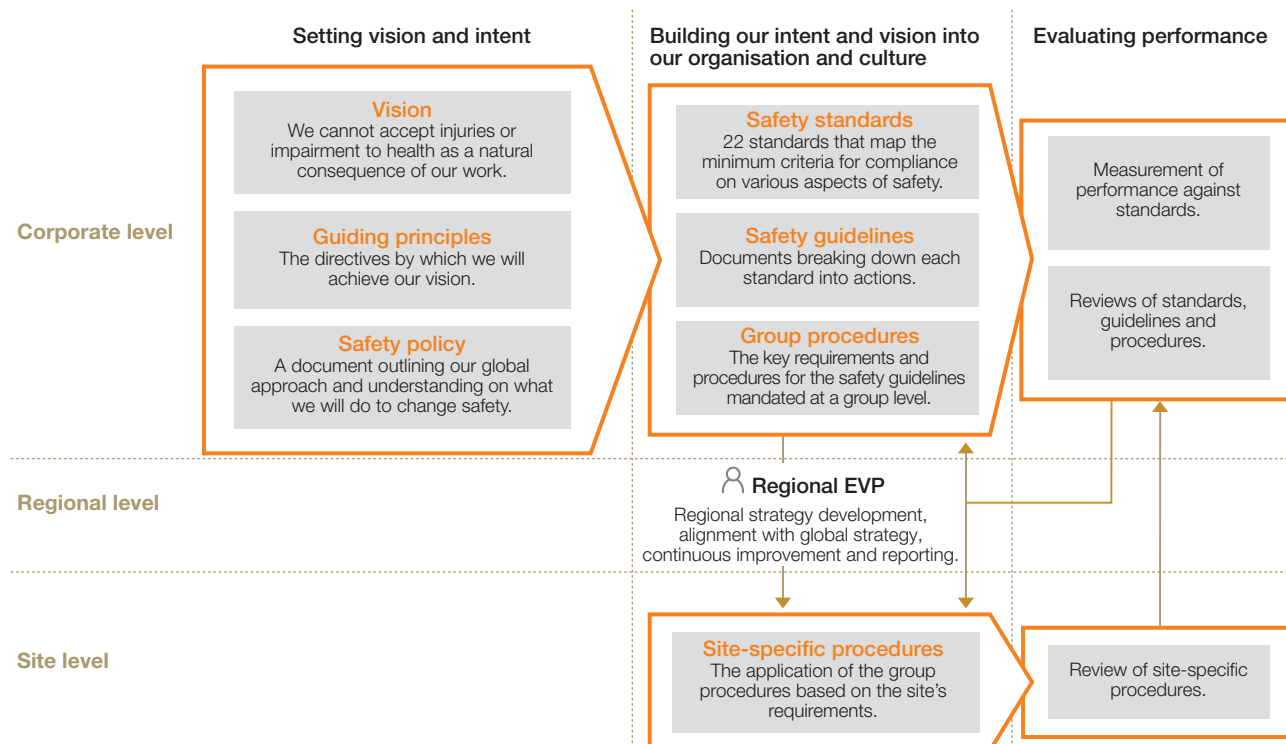 Setting vision and intent
Building our intent and vision into
our organisation and culture
Evaluating performance
Corporate level
Vision
We cannot accept injuries or
impairment to health as a natural
consequence of our work.
Guiding principles
The directives by which we will
achieve our vision.
Safety policy
A document outlining our global
approach and understanding on what
we will do to change safety.
Safety standards
22 standards that map the
minimum criteria for compliance
on various aspects of safety.
Safety guidelines
Documents breaking down each
standard into actions.
Group procedures
The key requirements and
procedures for the safety guidelines
mandated at a group level.
Measurement of
performance against
standards.
Reviews of standards,
guidelines and
procedures.
Regional level
Regional EVP
Regional strategy development,
alignment with global strategy,
continuous improvement and reporting.
Site level
Site-specific procedures
The application of the group
procedures based on the site's
requirements.
Review of site-specific
procedures.